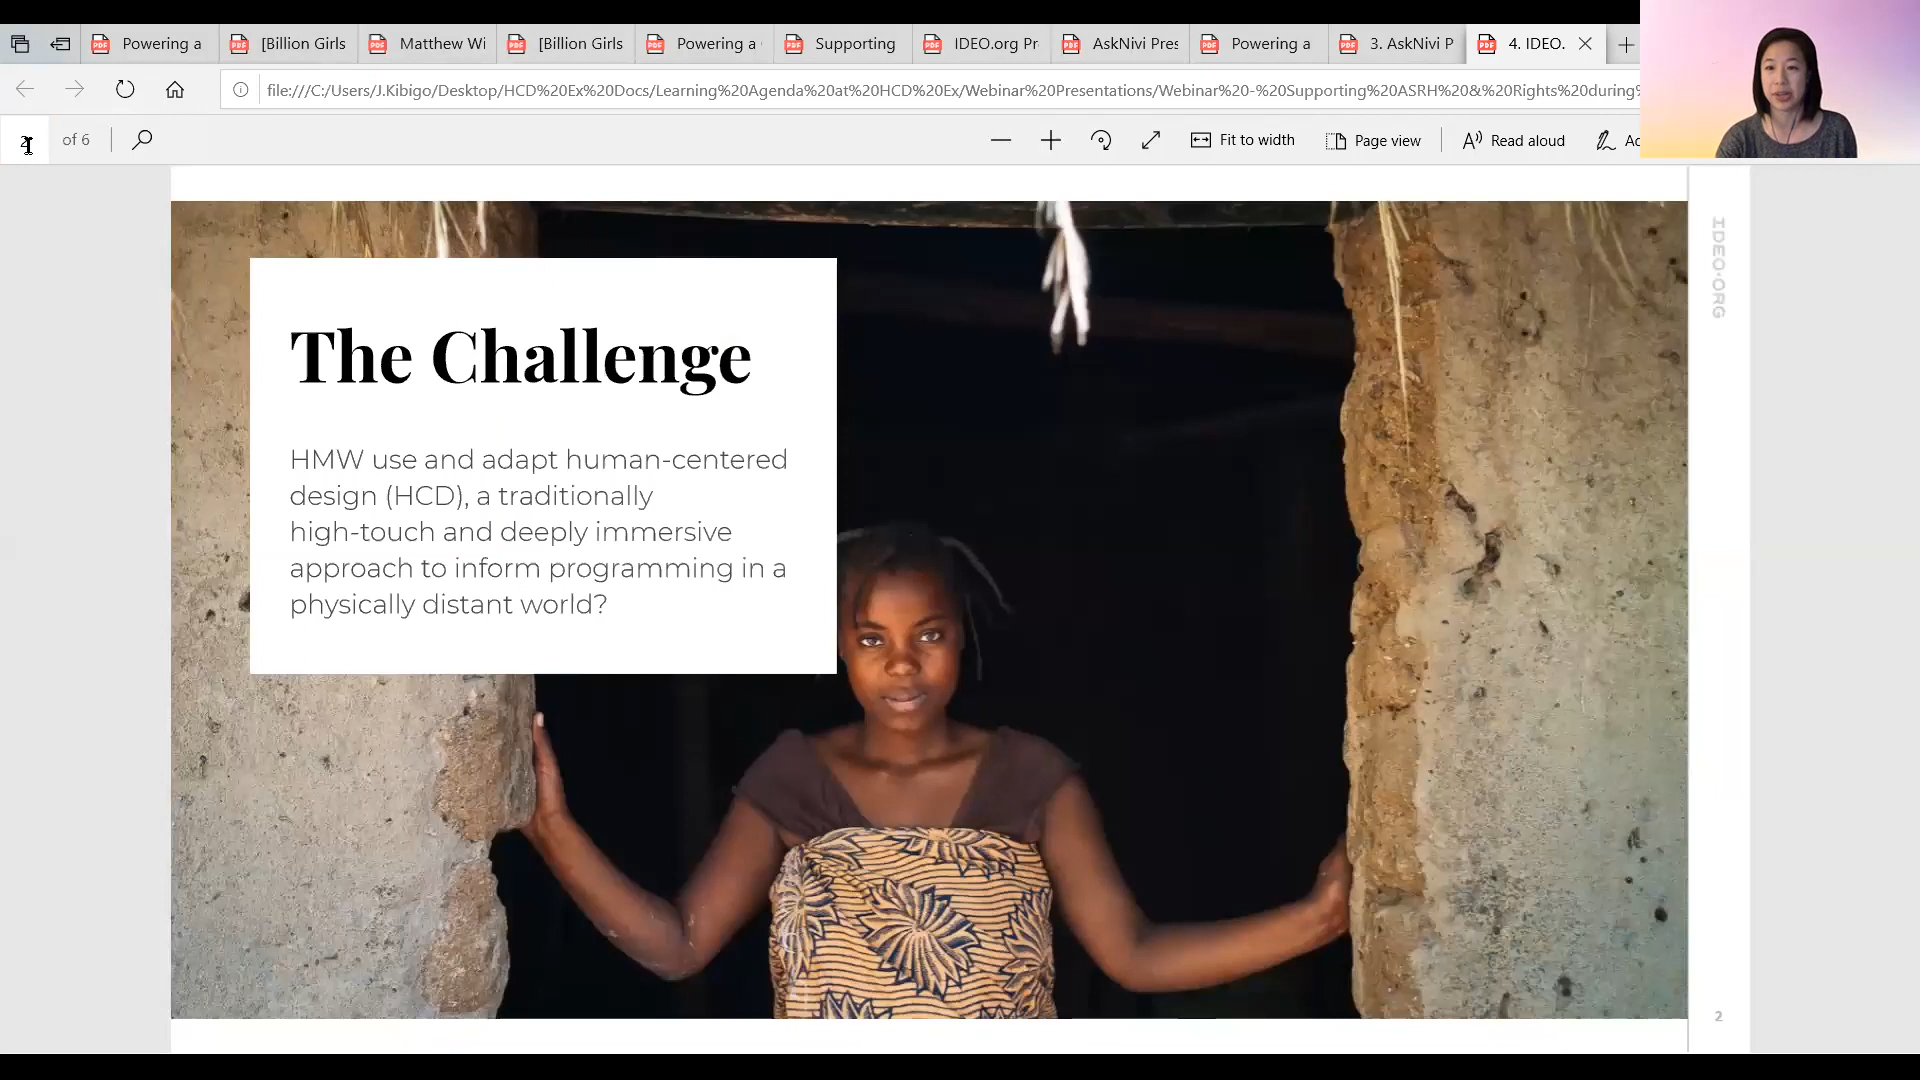 Powering a
[Billion Girls
Matthew Wi
[Billion Girls
Powering a
Supporting
IDEO.org Pr
AskNivi Pres
Powering a
3. AskNivi P
4. IDEO.
file:///C:/Users/J.Kibigo/Desktop/HCD%20Ex%20Docs/Learning%20Agenda%20at%20HCD%20Ex/Webinar%20Presentations/Webinar%20-%20Supporting%20ASRH%20&%20Rights%20during%
2 of 6
Fit to width
Page view
Read aloud
The Challenge
HMW use and adapt human-centered
design (HCD), a traditionally
high-touch and deeply immersive
approach to inform programming in a
physically distant world?
IDEO.ORG
2